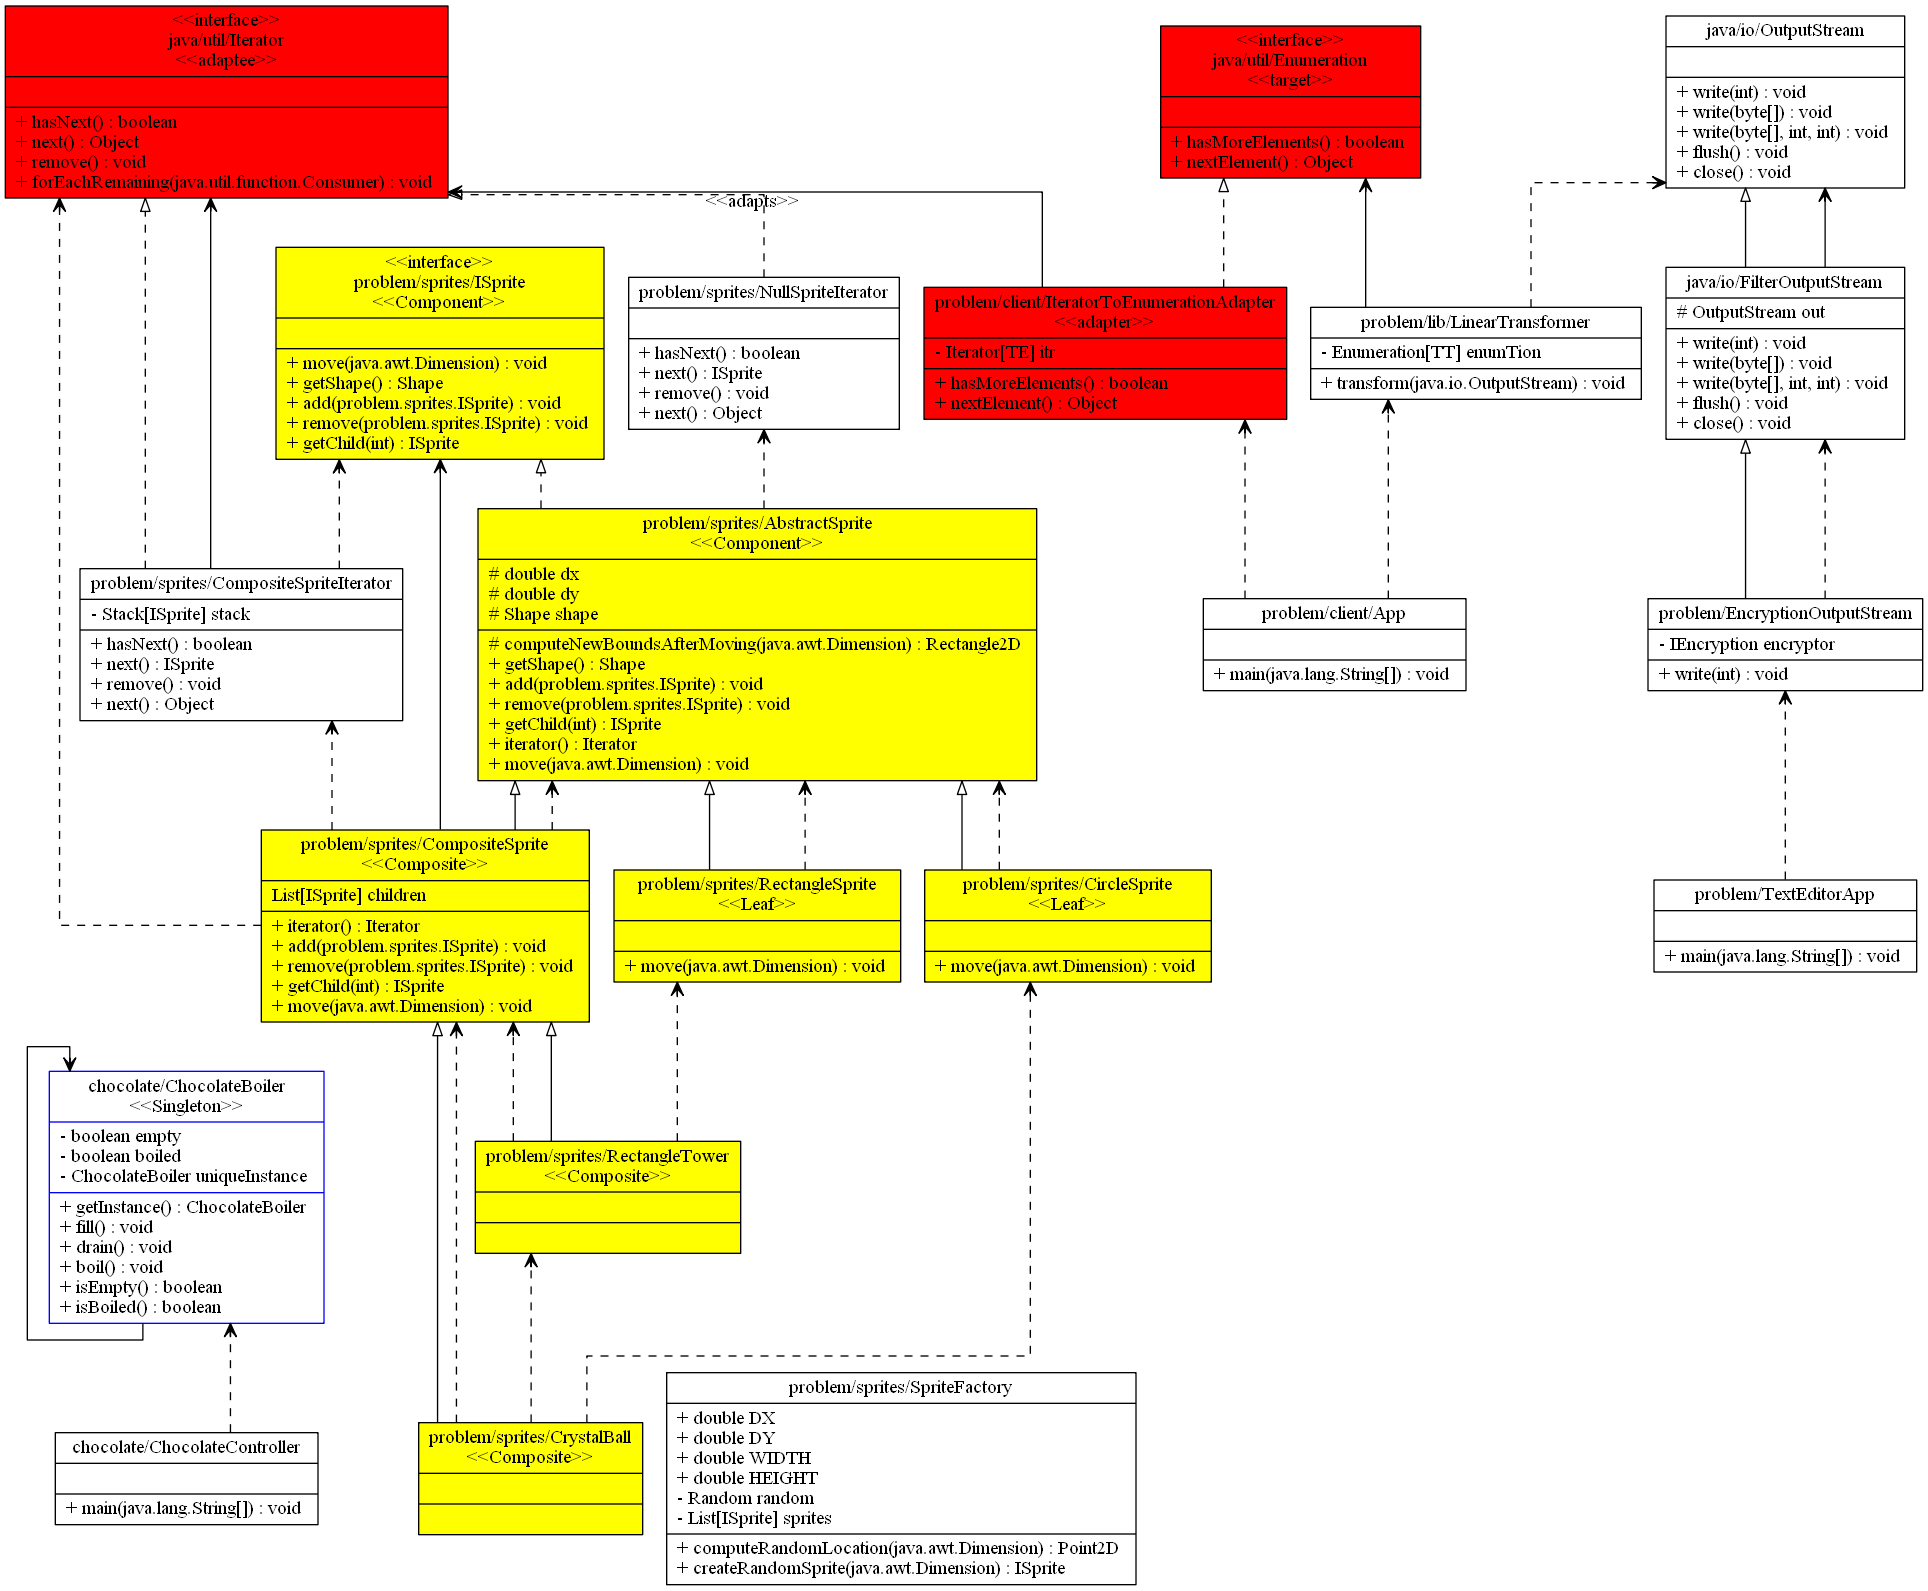 <<interface>>
java/util/Iterator
<<adaptee>>
+ hasNext() : boolean
+ next() : Object
+ remove() : void
+ forEachRemaining(java.util.function.Consumer) : void
<<interface>>
java/util/Enumeration
<<target>>
+ hasMoreElements() : boolean
+ nextElement() : Object
java/io/OutputStream
+ write(int) : void
+ write(byte[]) : void
+ write(byte[], int, int) : void
+ flush() : void
+ close() : void
<<adapts>>
<<interface>>
problem/sprites/ISprite
<<Component>>
+ move(java.awt.Dimension) : void
+ getShape() : Shape
+ add(problem.sprites.ISprite) : void
+ remove(problem.sprites.ISprite) : void
+ getChild(int) : ISprite
problem/sprites/NullSpriteIterator
+ hasNext() : boolean
+ next() : ISprite
+ remove() : void
+ next() : Object
problem/client/IteratorToEnumerationAdapter
<<adapter>>
- Iterator[TE] itr
+ hasMoreElements() : boolean
+ nextElement() : Object
problem/lib/LinearTransformer
- Enumeration[TT] enumTion
+ transform(java.io.OutputStream) : void
java/io/FilterOutputStream
# OutputStream out
+ write(int) : void
+ write(byte[]) : void
+ write(byte[], int, int) : void
+ flush() : void
+ close() : void
problem/sprites/CompositeSpriteIterator
- Stack[ISprite] stack
+ hasNext() : boolean
+ next() : ISprite
+ remove() : void
+ next() : Object
problem/sprites/AbstractSprite
<<Component>>
# double dx
# double dy
# Shape shape
# computeNewBoundsAfterMoving(java.awt.Dimension) : Rectangle2D
+ getShape() : Shape
+ add(problem.sprites.ISprite) : void
+ remove(problem.sprites.ISprite) : void
+ getChild(int) : ISprite
+ iterator() : Iterator
+ move(java.awt.Dimension) : void
problem/client/App
+ main(java.lang.String[]) : void
problem/EncryptionOutputStream
- IEncryption encryptor
+ write(int) : void
problem/sprites/CompositeSprite
<<Composite>>
List[ISprite] children
+ iterator() : Iterator
+ add(problem.sprites.ISprite) : void
+ remove(problem.sprites.ISprite) : void
+ getChild(int) : ISprite
+ move(java.awt.Dimension) : void
problem/sprites/RectangleSprite
<<Leaf>>
+ move(java.awt.Dimension) : void
problem/sprites/CircleSprite
<<Leaf>>
+ move(java.awt.Dimension) : void
problem/TextEditorApp
+ main(java.lang.String[]) : void
chocolate/ChocolateBoiler
<<Singleton>>
- boolean empty
- boolean boiled
- ChocolateBoiler uniqueInstance
+ getInstance() : ChocolateBoiler
+ fill() : void
+ drain() : void
+ boil() : void
+ isEmpty() : boolean
+ isBoiled() : boolean
problem/sprites/RectangleTower
<<Composite>>
chocolate/ChocolateController
+ main(java.lang.String[]) : void
problem/sprites/CrystalBall
<<Composite>>
problem/sprites/SpriteFactory
+ double DX
+ double DY
+ double WIDTH
+ double HEIGHT
- Random random
- List[ISprite] sprites
+ computeRandomLocation(java.awt.Dimension) : Point2D
+ createRandomSprite(java.awt.Dimension) : ISprite